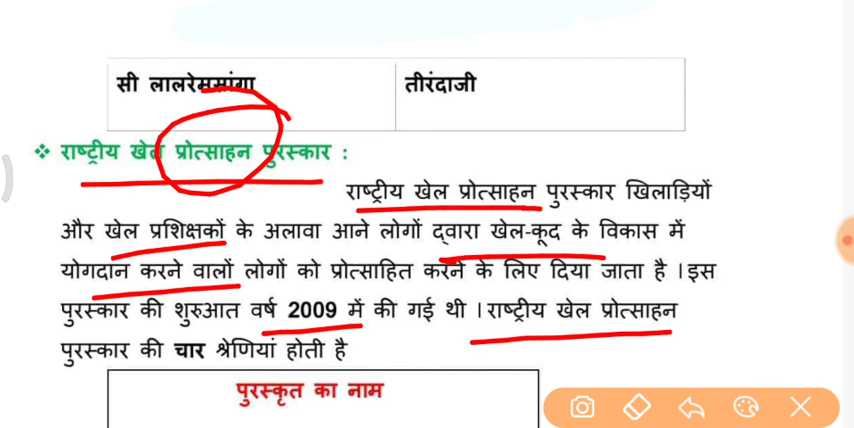 सी लालरेमसांगा तीरंदाजी
❖ राष्ट्रीय खेल प्रोत्साहन पुरस्कार :
राष्ट्रीय खेल प्रोत्साहन पुरस्कार खिलाड़ियों
और खेल प्रशिक्षकों के अलावा आने लोगों द्वारा खेल-कूद के विकास में
योगदान करने वालों लोगों को प्रोत्साहित करने के लिए दिया जाता है ।इस
पुरस्कार की शुरुआत वर्ष 2009 में की गई थी ।राष्ट्रीय खेल प्रोत्साहन
पुरस्कार की चार श्रेणियां होती है
पुरस्कृत का नाम